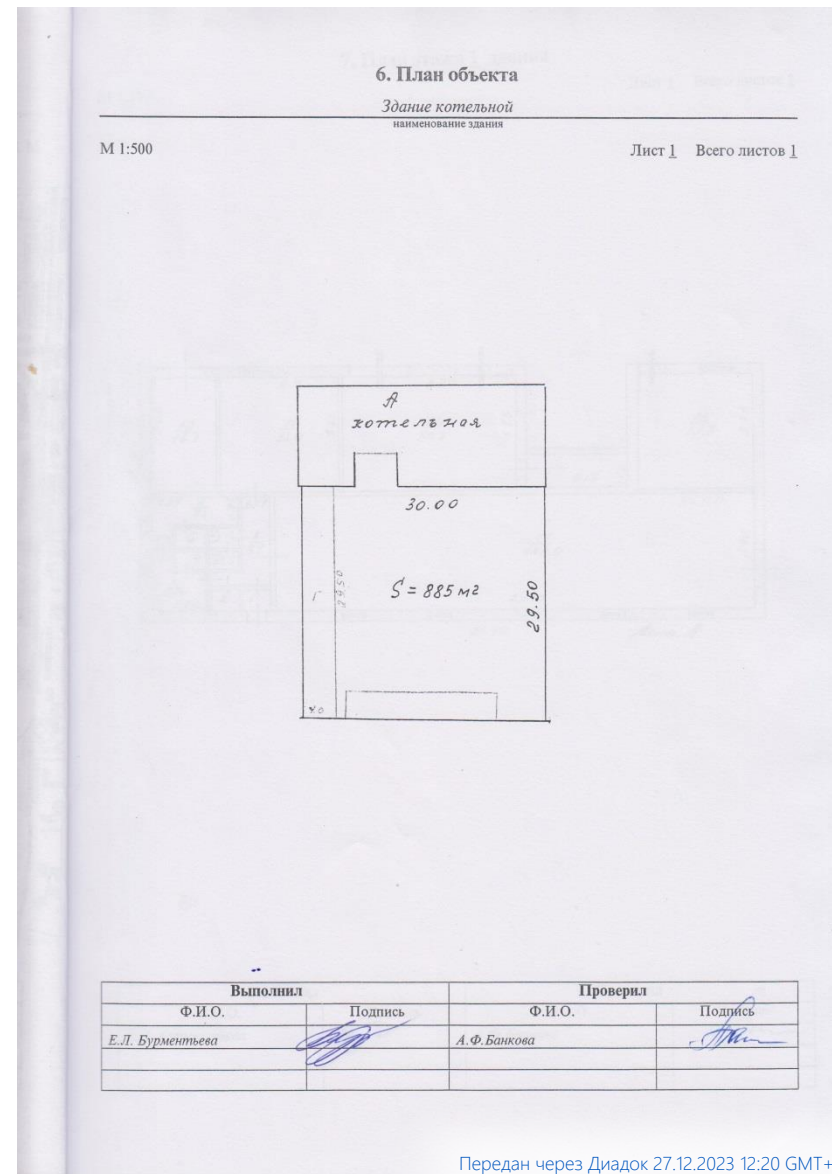 6. План объекта
Здание котельной
наименование здания
М 1:500 Лист 1 Всего листов 1
А
котельная
30.00
Г
29.50
S = 885 м2
29.50
Выполнил Проверил
Ф.И.О. Подпись Ф.И.О. Подпись
Е.Л. Бурментьева А.Ф.Банкова
Передан через Диадок 27.12.2023 12:20 GMT+